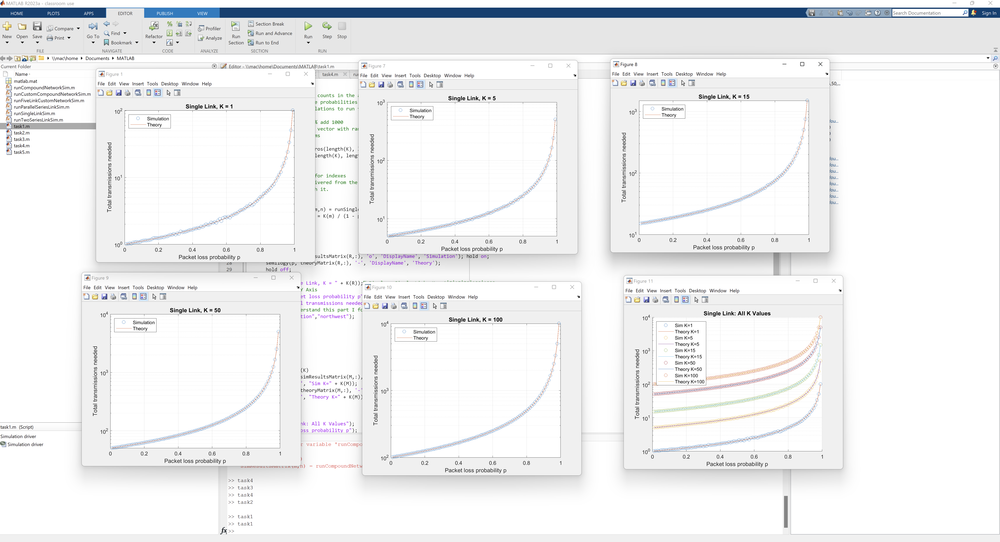 MATLAB R2023a - classroom use
HOME PLOTS APPS EDITOR PUBLISH VIEW
Search Documentation
Sign In
New Open Save Compare Print
FILE
Go To Find Bookmark
NAVIGATE
Refactor
CODE
Profiler
Analyze
ANALYZE
Run Section
Section Break
Run and Advance
Run to End
SECTION
Run Step Stop
RUN
\\mac\home Documents MATLAB
Current Folder
Name
matlab.mat
runCompoundNetworkSim.m
runCustomCompoundNetworkSim.m
runFiveLinkCustomNetworkSim.m
runParallelSeriesLinkSim.m
runSingleLinkSim.m
runTwoSeriesLinkSim.m
task1.m
task2.m
task3.m
task4.m
task5.m
task1.m (Script)
Simulation driver
Simulation driver
Editor - \\mac\home\Documents\MATLAB\task1.m
task4.m
counts in the
probabilities
lations to run
% add 1000
vector with
ms
ros(length(K),
length(K),
for indexes
ivered from the
h it.
m,n) =
= K(m) / (1 -
sultsMatrix(R,:), 'o', 'DisplayName', 'Simulation'); hold on;
28 semilogy(p, theoryMatrix(R,:), '-', 'DisplayName', 'Theory');
29 hold off;
e Link, K = " + K(R));
Y Axis
et loss probability p"
l transmissions needed
erstand this part I
tion","northwest");
(K)
simResultsMatrix(M,:),
', "Sim K=" + K(M));
theoryMatrix(M,:), '-'
', "Theory K=" + K(M))
nk: All K Values");
oss probability p");
r variable 'runCompo
simResultsMatrix(m,n) = runCompoundNetw
>> task4
>> task3
>> task4
>> task2
>> task1
>> task1
fx >>
Figure 1
File Edit View Insert Tools Desktop Window Help
Single Link, K = 1
Simulation
Theory
Total transmissions needed
10^2
10^1
10^0
0 0.2 0.4 0.6 0.8 1
Packet loss probability p
Figure 7
File Edit View Insert Tools Desktop Window Help
Single Link, K = 5
Simulation
Theory
Total transmissions needed
10^3
10^2
10^1
0 0.2 0.4 0.6 0.8 1
Packet loss probability p
Figure 8
File Edit View Insert Tools Desktop Window Help
Single Link, K = 15
Simulation
Theory
Total transmissions needed
10^3
10^2
10^1
0 0.2 0.4 0.6 0.8 1
Packet loss probability p
,50,...
Figure 9
File Edit View Insert Tools Desktop Window Help
Single Link, K = 50
Simulation
Theory
Total transmissions needed
10^4
10^3
10^2
0 0.2 0.4 0.6 0.8 1
Packet loss probability p
Figure 10
File Edit View Insert Tools Desktop Window Help
Single Link, K = 100
Simulation
Theory
Total transmissions needed
10^4
10^3
10^2
0 0.2 0.4 0.6 0.8 1
Packet loss probability p
Figure 11
File Edit View Insert Tools Desktop Window Help
Single Link: All K Values
Sim K=1
Theory K=1
Sim K=5
Theory K=5
Sim K=15
Theory K=15
Sim K=50
Theory K=50
Sim K=100
Theory K=100
Total transmissions needed
10^4
10^3
10^2
10^1
10^0
0 0.2 0.4 0.6 0.8 1
Packet loss probability p